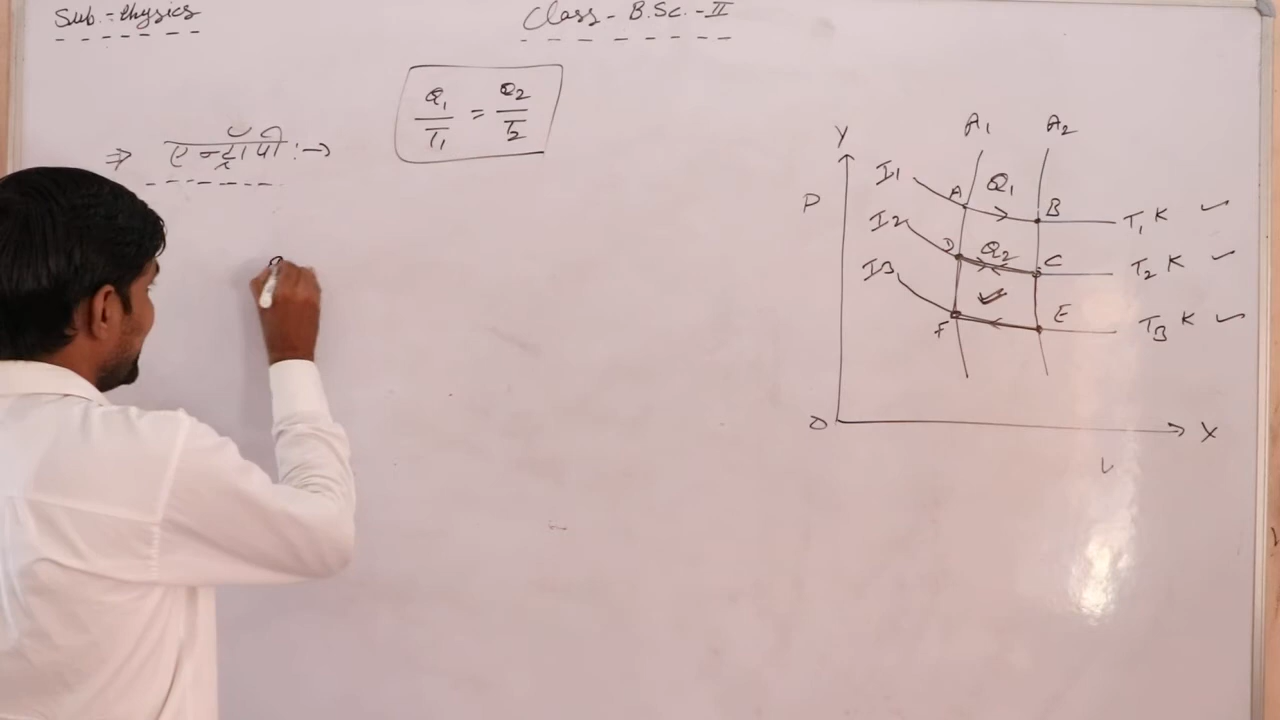 Sub.-Physics
Class - B.Sc.-II
Q1/T1 = Q2/T2
⇒ एन्ट्रॉपी :→
Y
A1 A2
I1 A Q1 B T1 K ✓
P
I2 D Q2 C T2 K ✓
I3 F E T3 K ✓
O X